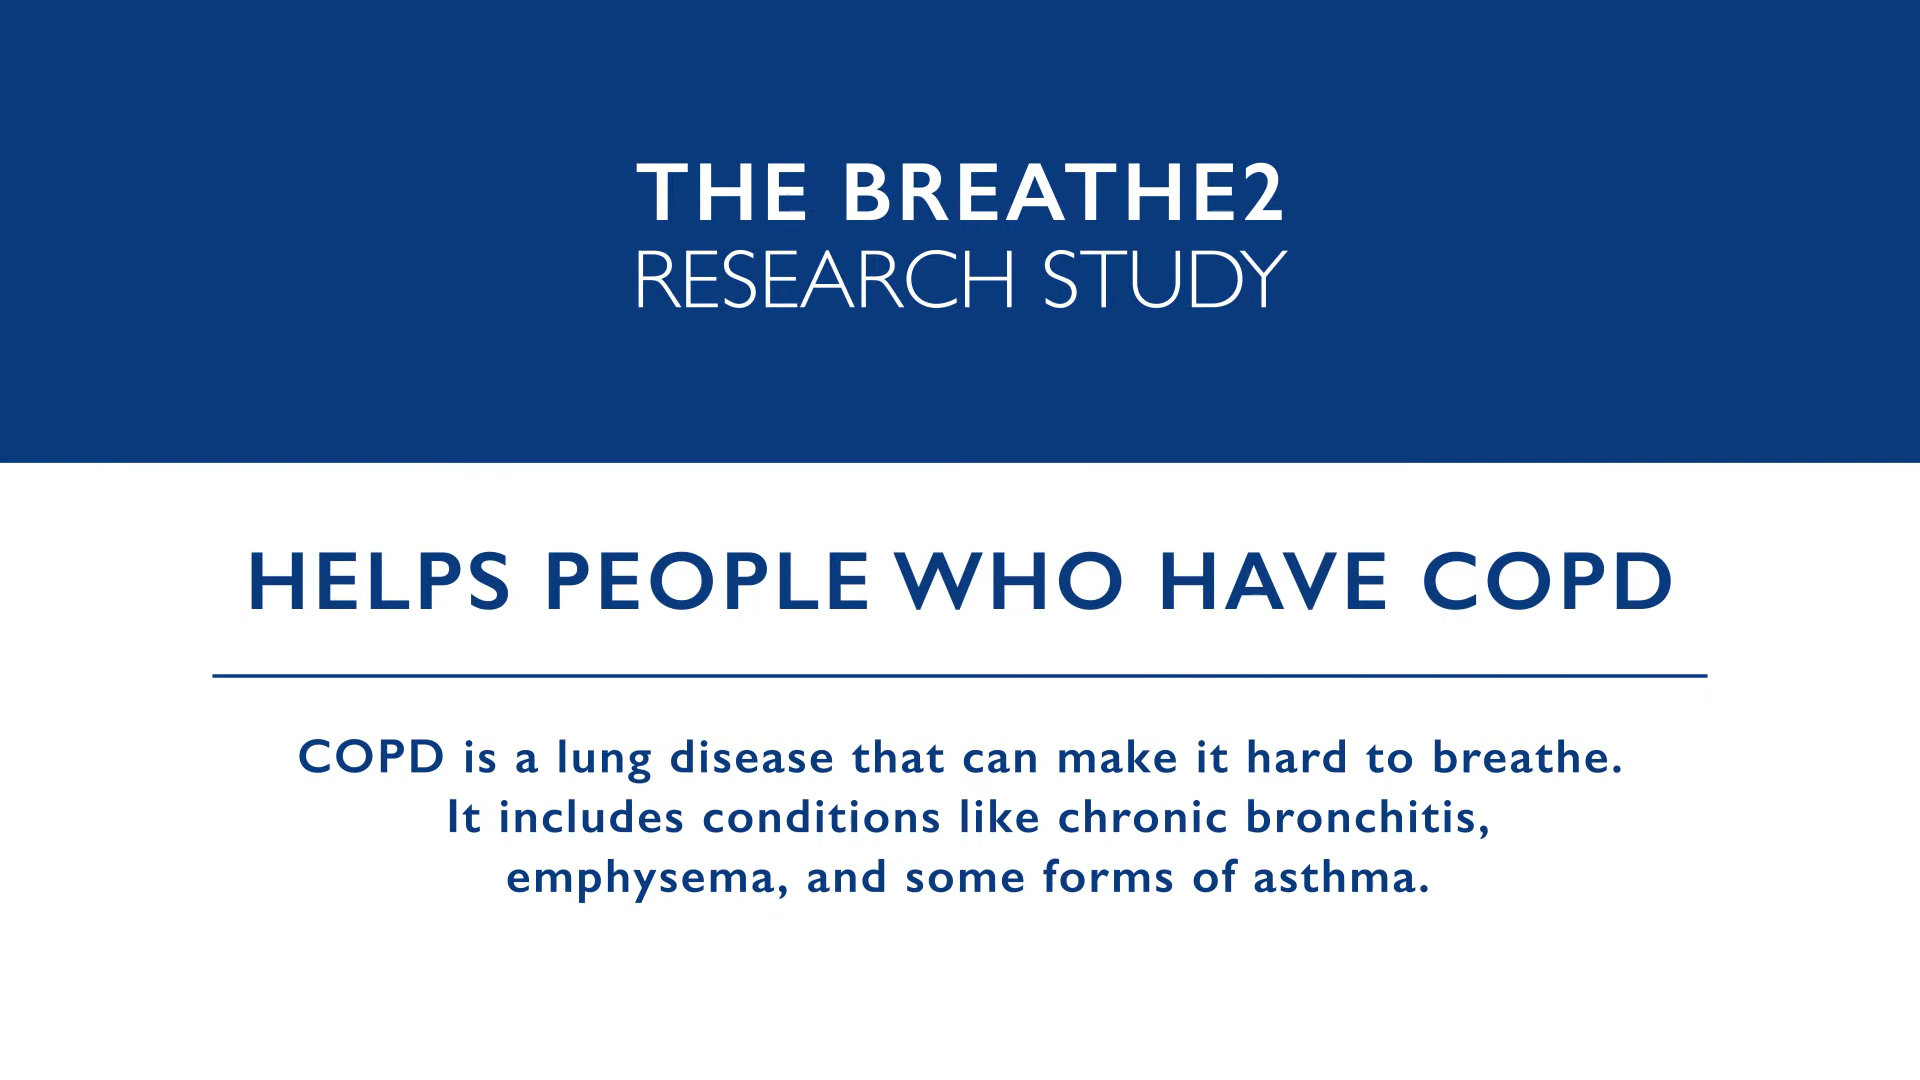 THE BREATHE2
RESEARCH STUDY
HELPS PEOPLE WHO HAVE COPD
COPD is a lung disease that can make it hard to breathe.
It includes conditions like chronic bronchitis,
emphysema, and some forms of asthma.